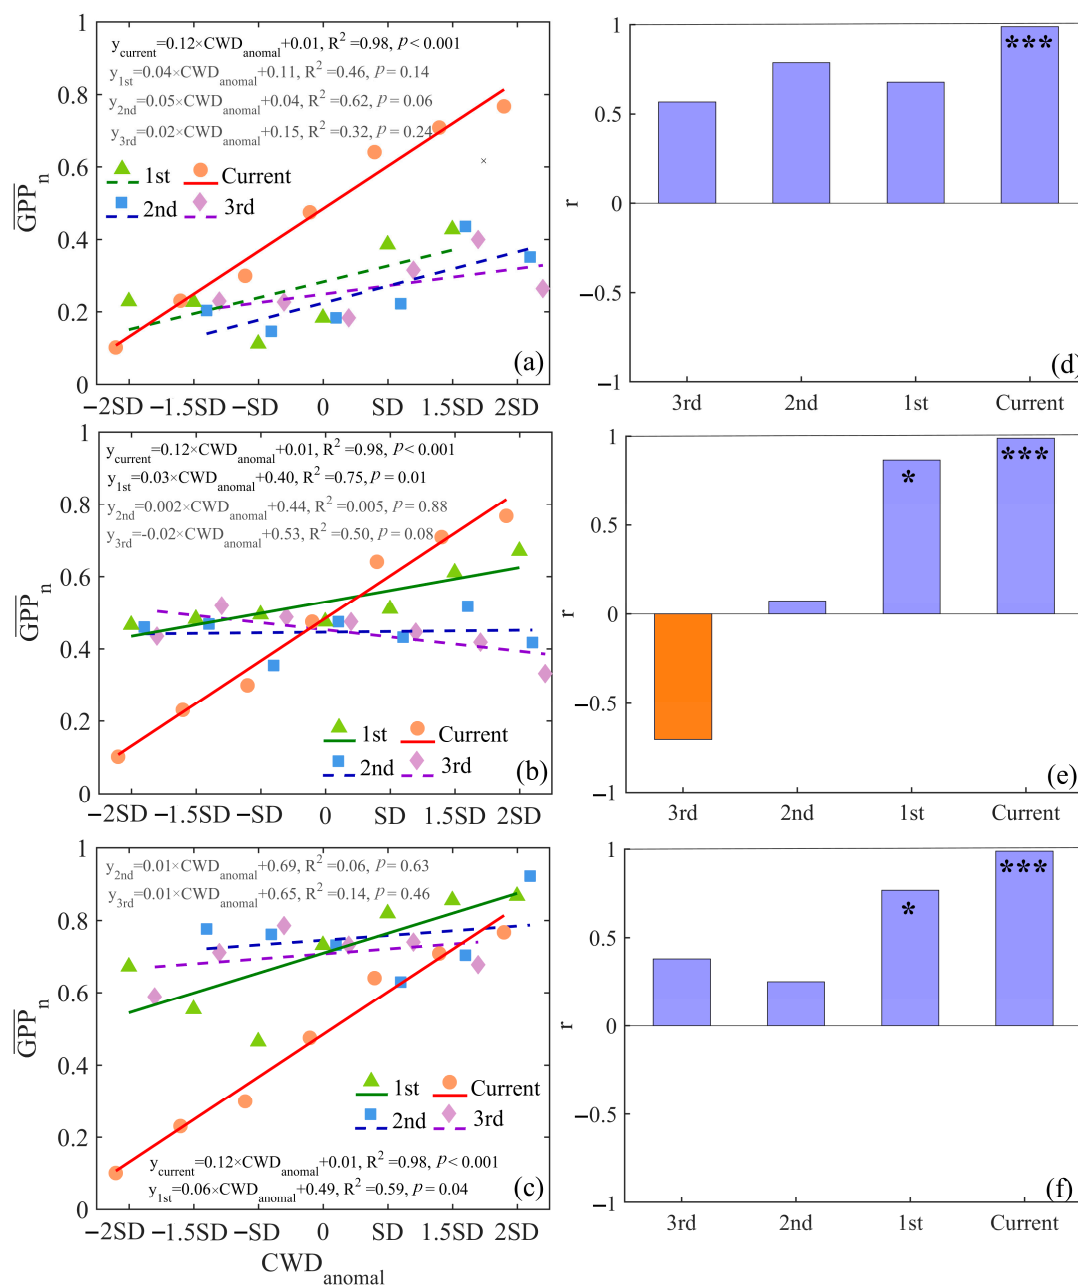 y_current=0.12×CWD_anomal+0.01, R²=0.98, p<0.001
y_1st=0.04×CWD_anomal+0.11, R²=0.46, p=0.14
y_2nd=0.05×CWD_anomal+0.04, R²=0.62, p=0.06
y_3rd=0.02×CWD_anomal+0.15, R²=0.32, p=0.24
1st Current
2nd 3rd
1
0.8
0.6
0.4
0.2
0
GPP_n
(a)
−2SD −1.5SD −SD 0 SD 1.5SD 2SD
1
0.5
0
−0.5
−1
r
***
(d)
3rd 2nd 1st Current
y_current=0.12×CWD_anomal+0.01, R²=0.98, p<0.001
y_1st=0.03×CWD_anomal+0.40, R²=0.75, p=0.01
y_2nd=0.002×CWD_anomal+0.44, R²=0.005, p=0.88
y_3rd=-0.02×CWD_anomal+0.53, R²=0.50, p=0.08
1st Current
2nd 3rd
1
0.8
0.6
0.4
0.2
0
GPP_n
(b)
−2SD −1.5SD −SD 0 SD 1.5SD 2SD
1
0.5
0
−0.5
−1
r
* ***
(e)
3rd 2nd 1st Current
y_2nd=0.01×CWD_anomal+0.69, R²=0.06, p=0.63
y_3rd=0.01×CWD_anomal+0.65, R²=0.14, p=0.46
1st Current
2nd 3rd
y_current=0.12×CWD_anomal+0.01, R²=0.98, p<0.001
y_1st=0.06×CWD_anomal+0.49, R²=0.59, p=0.04
1
0.8
0.6
0.4
0.2
0
GPP_n
(c)
−2SD −1.5SD −SD 0 SD 1.5SD 2SD
CWD_anomal
1
0.5
0
−0.5
−1
r
* ***
(f)
3rd 2nd 1st Current